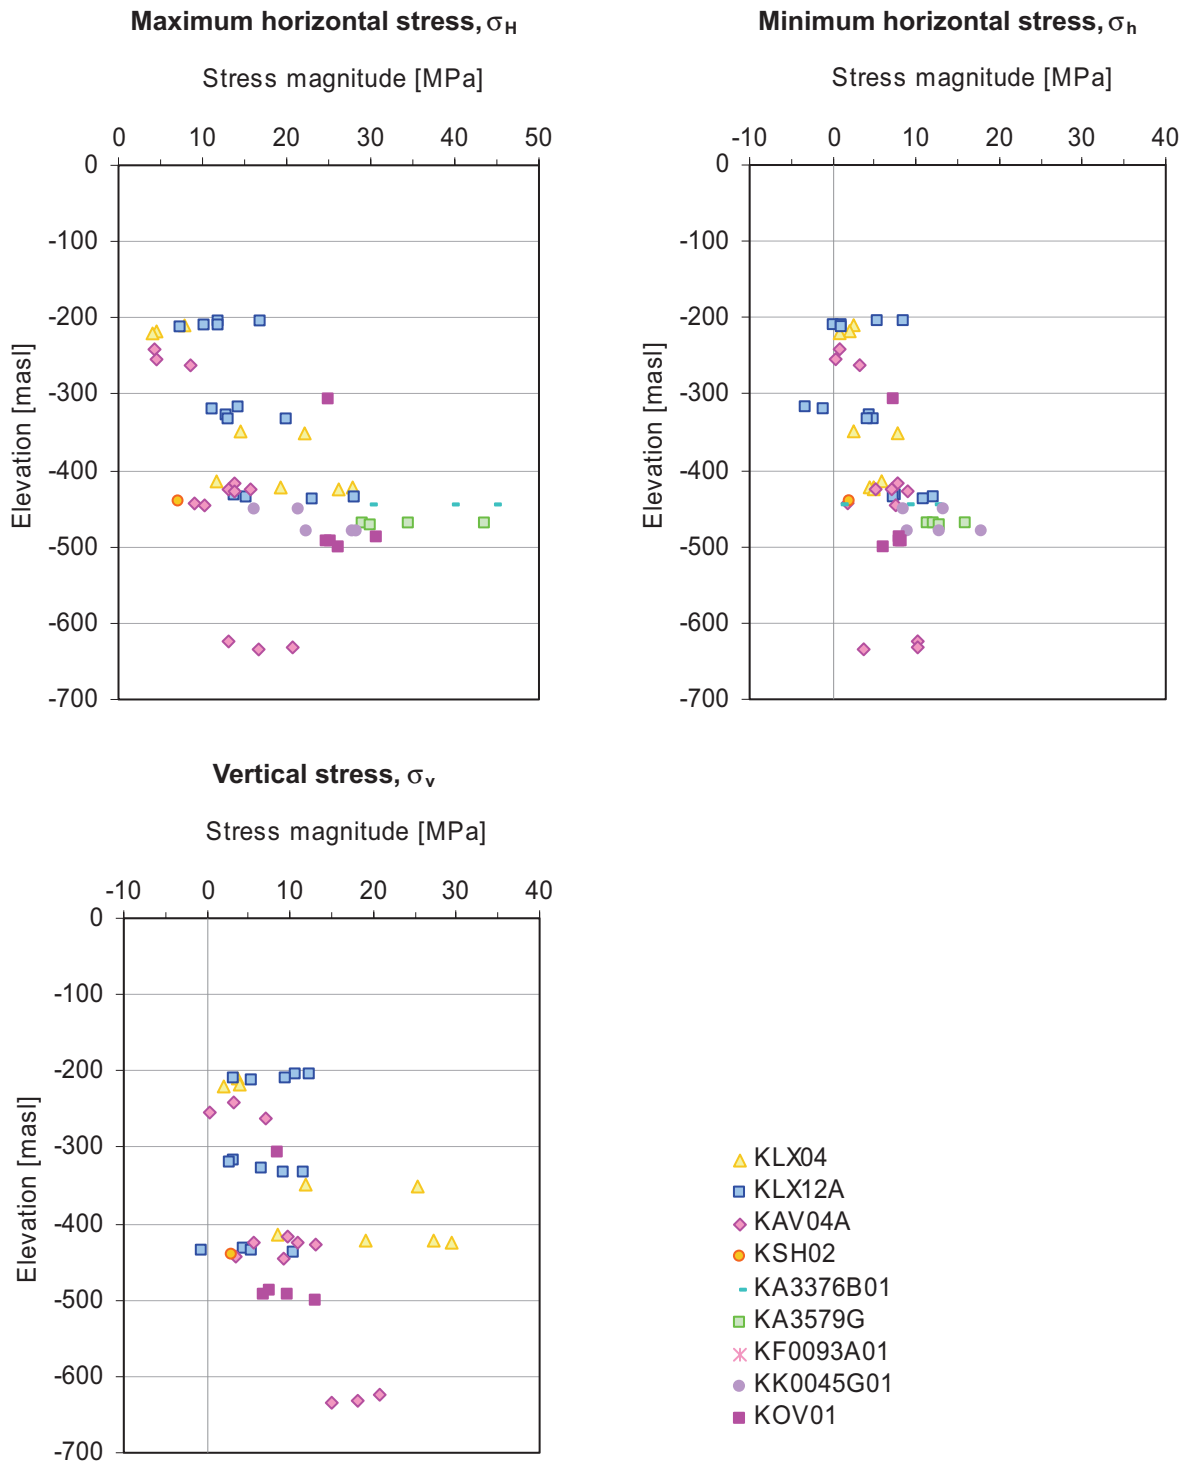 Maximum horizontal stress, σH
Stress magnitude [MPa]
0 10 20 30 40 50
0
-100
-200
-300
-400
-500
-600
-700
Elevation [masl]
Minimum horizontal stress, σh
Stress magnitude [MPa]
-10 0 10 20 30 40
0
-100
-200
-300
-400
-500
-600
-700
Elevation [masl]
Vertical stress, σv
Stress magnitude [MPa]
-10 0 10 20 30 40
0
-100
-200
-300
-400
-500
-600
-700
Elevation [masl]
KLX04
KLX12A
KAV04A
KSH02
KA3376B01
KA3579G
KF0093A01
KK0045G01
KOV01